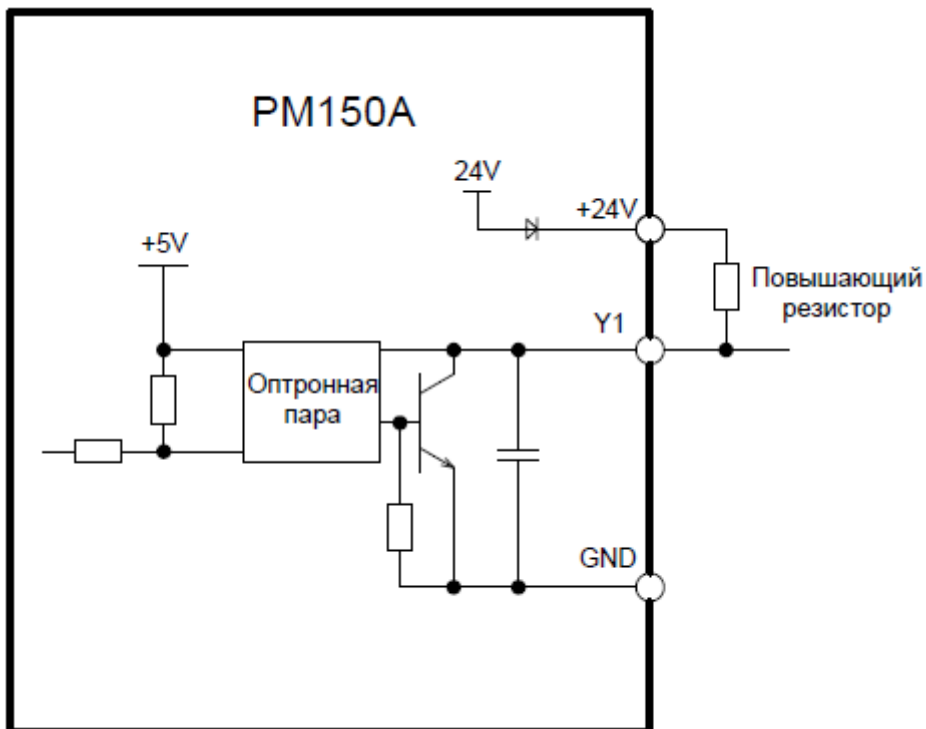 PM150A
24V
+24V
+5V
Повышающий
резистор
Y1
Оптронная
пара
GND